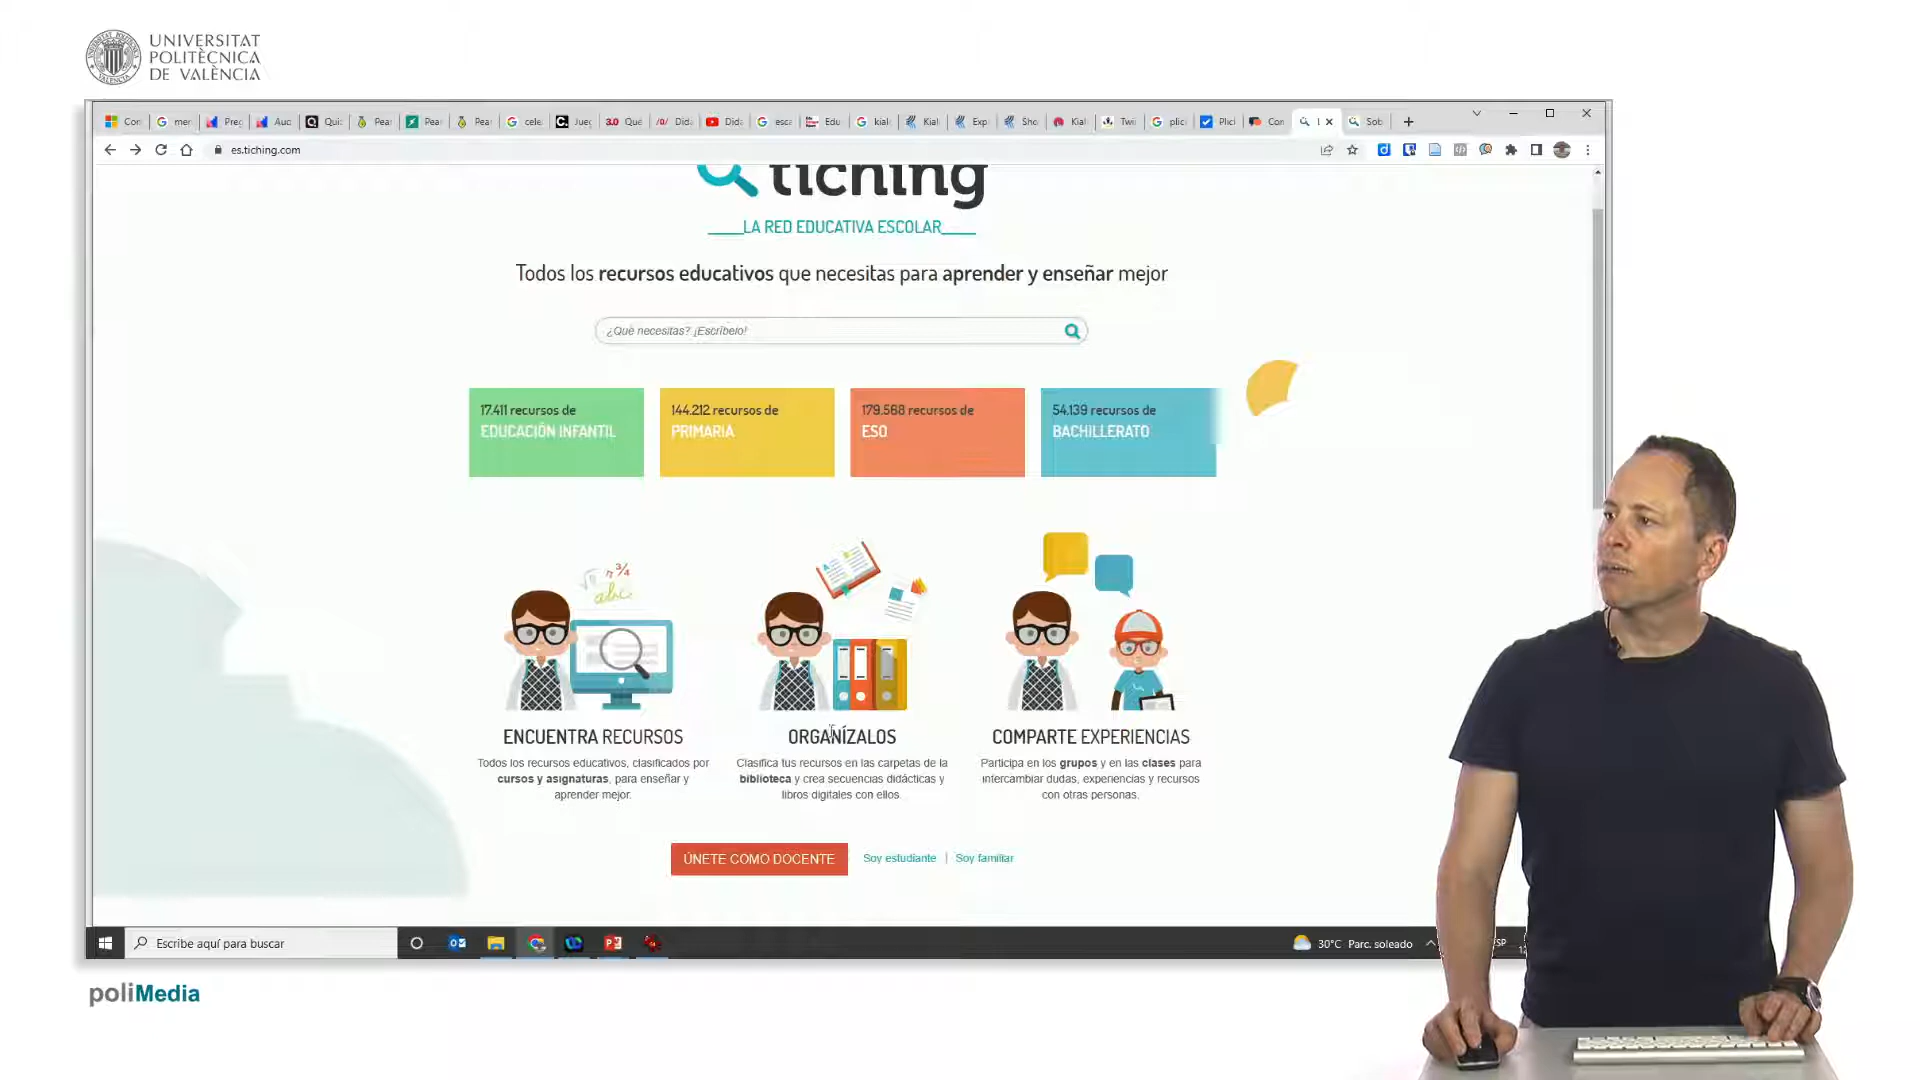 UNIVERSITAT
POLITÈCNICA
DE VALÈNCIA
es.tiching.com
tiching
LA RED EDUCATIVA ESCOLAR
Todos los recursos educativos que necesitas para aprender y enseñar mejor
¿Qué necesitas? ¡Escríbelo!
17.411 recursos de
EDUCACIÓN INFANTIL
144.212 recursos de
PRIMARIA
179.568 recursos de
ESO
54.139 recursos de
BACHILLERATO
ENCUENTRA RECURSOS
Todos los recursos educativos, clasificados por
cursos y asignaturas, para enseñar y
aprender mejor.
ORGANÍZALOS
Clasifica tus recursos en las carpetas de la
biblioteca y crea secuencias didácticas y
libros digitales con ellos.
COMPARTE EXPERIENCIAS
Participa en los grupos y en las clases para
intercambiar dudas, experiencias y recursos
con otras personas.
ÚNETE COMO DOCENTE
Soy estudiante | Soy familiar
Escribe aquí para buscar
30°C Parc. soleado
poliMedia